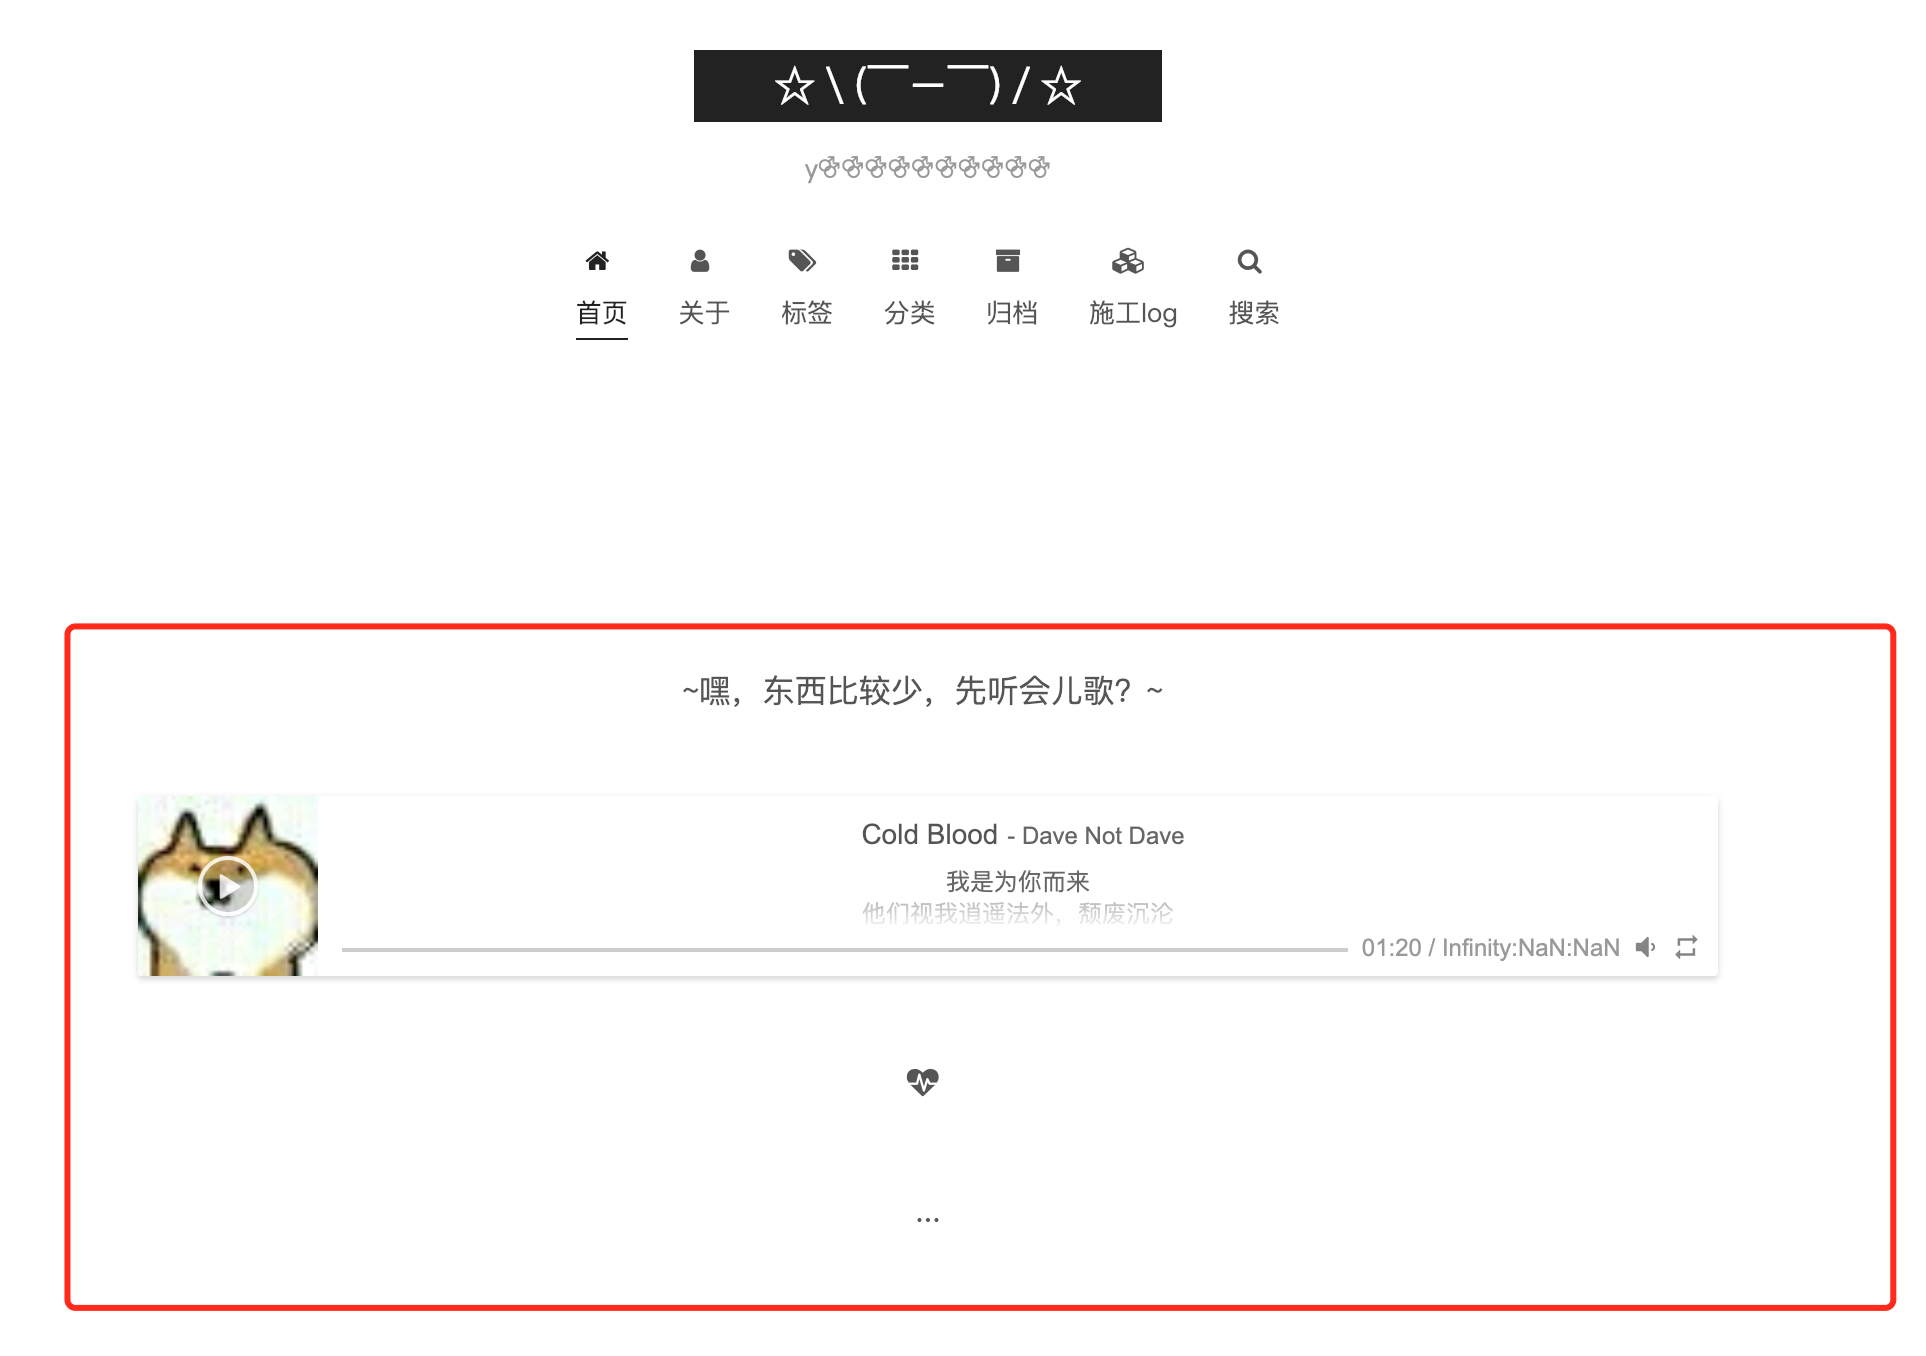 ☆\(￣—￣)/☆
y⚣⚣⚣⚣⚣⚣⚣⚣⚣⚣
首页 关于 标签 分类 归档 施工log 搜索
~嘿，东西比较少，先听会儿歌？~
Cold Blood - Dave Not Dave
我是为你而来
他们视我逍遥法外，颓废沉沦
01:20 / Infinity:NaN:NaN
...